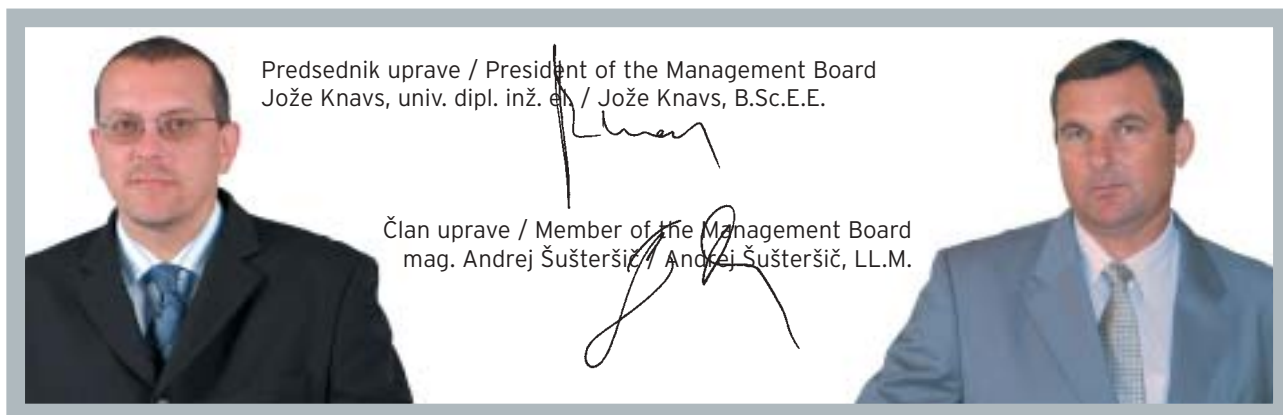 Predsednik uprave / President of the Management Board
Jože Knavs, univ. dipl. inž. el. / Jože Knavs, B.Sc.E.E.
Član uprave / Member of the Management Board
mag. Andrej Šušteršič / Andrej Šušteršič, LL.M.